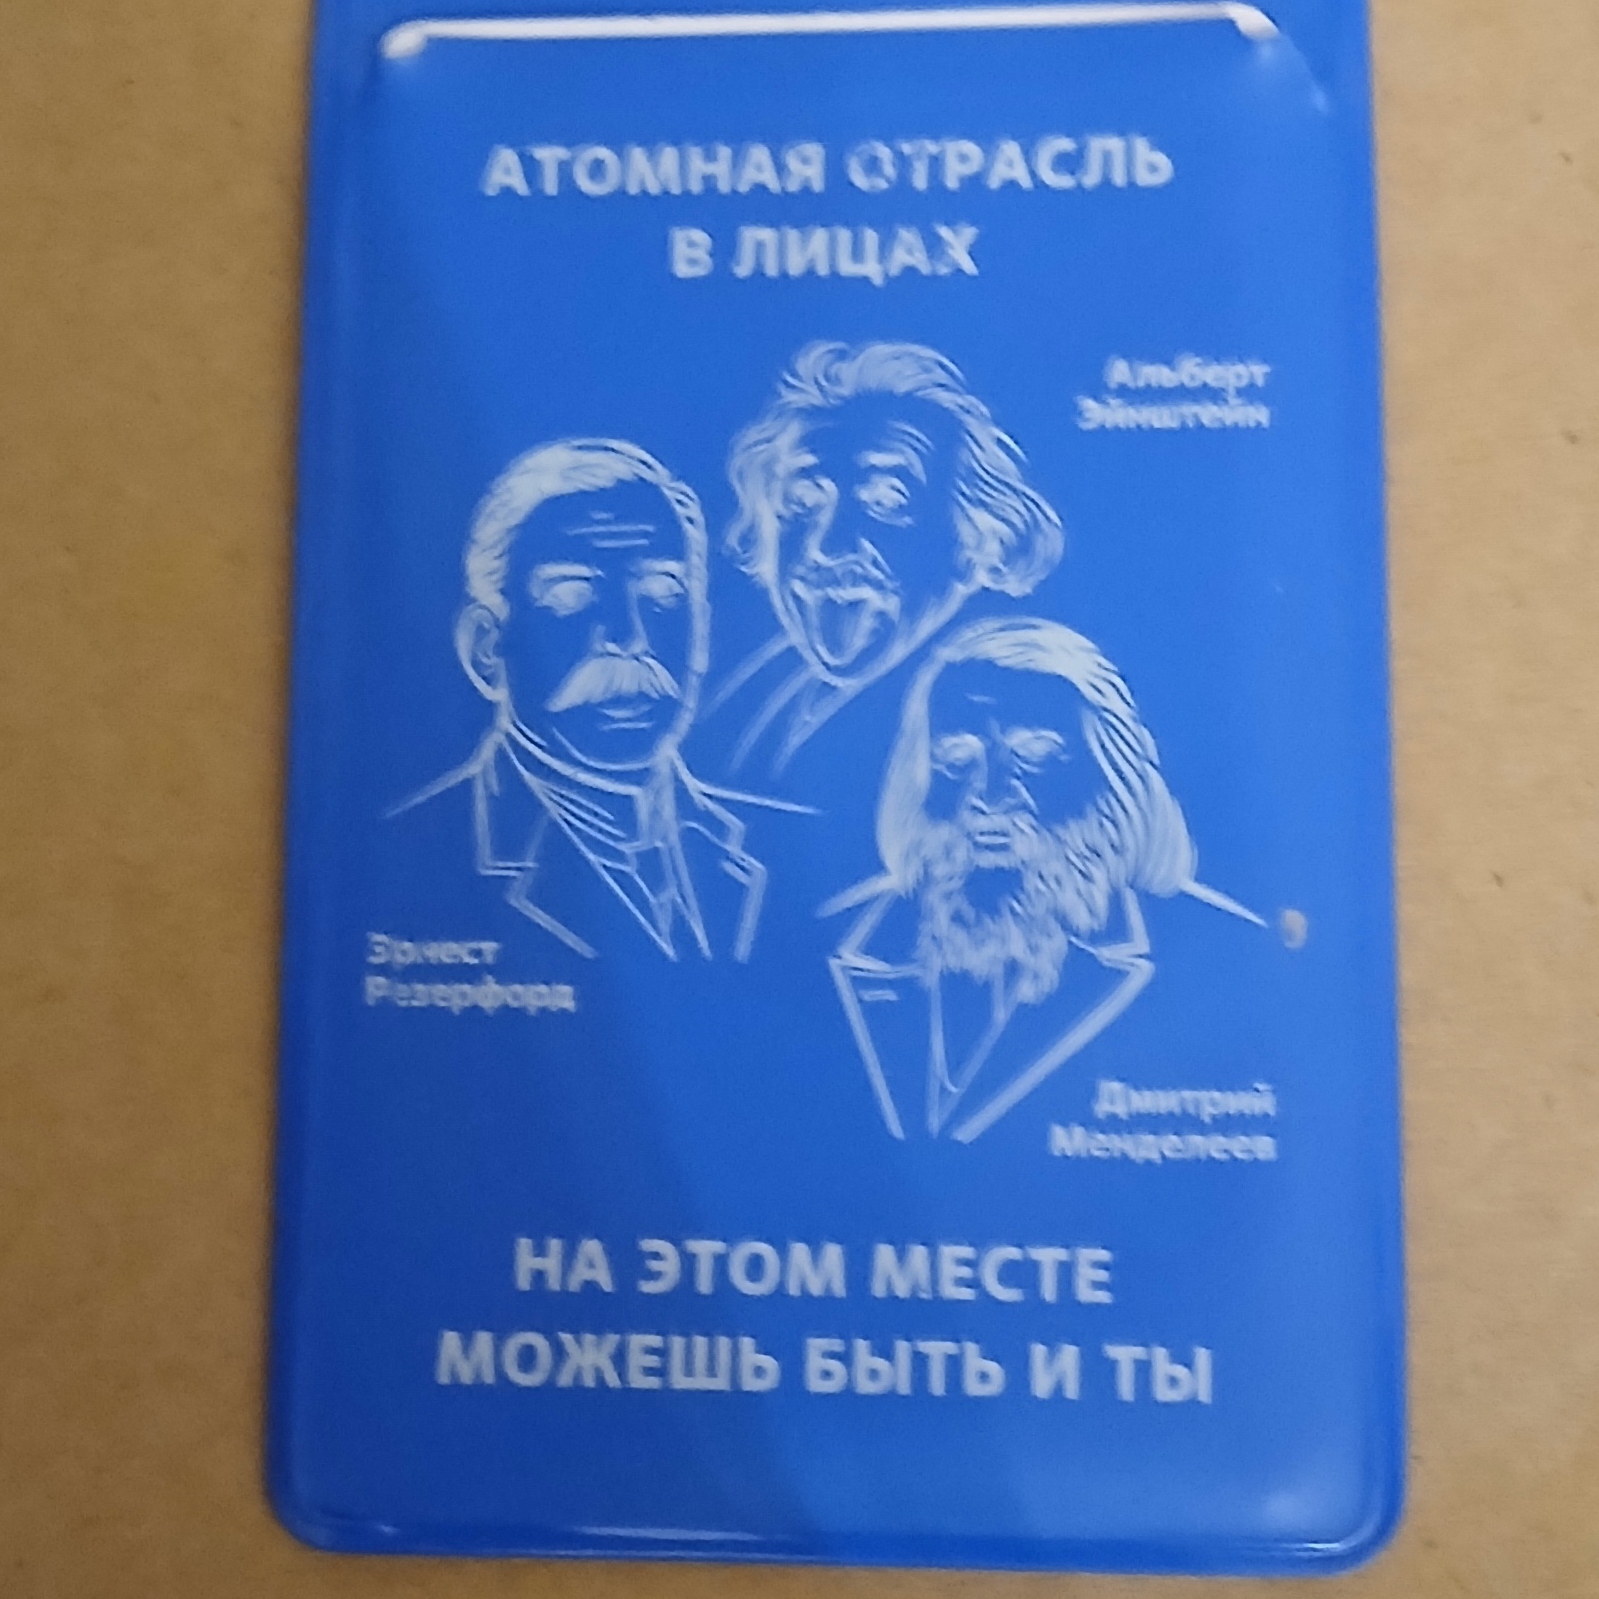 АТОМНАЯ ОТРАСЛЬ
В ЛИЦАХ
Альберт
Эйнштейн
Эрнест
Резерфорд
Дмитрий
Менделеев
НА ЭТОМ МЕСТЕ
МОЖЕШЬ БЫТЬ И ТЫ